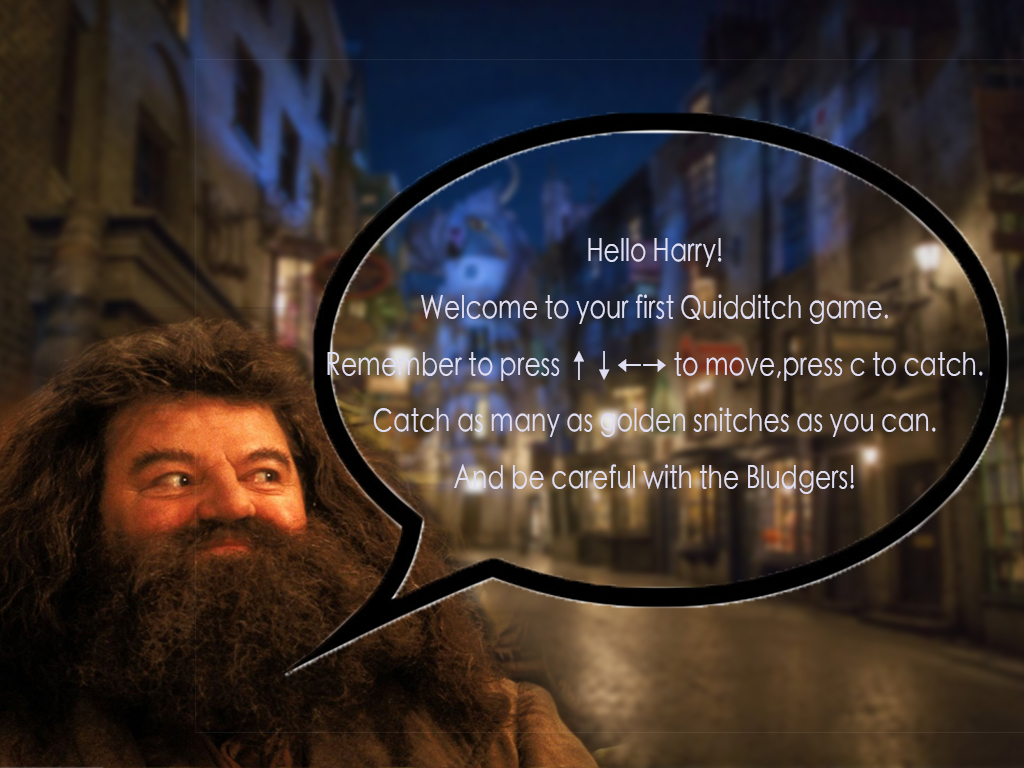 Hello Harry!
Welcome to your first Quidditch game.
Remember to press ↑ ↓ ←→ to move,press c to catch.
Catch as many as golden snitches as you can.
And be careful with the Bludgers!